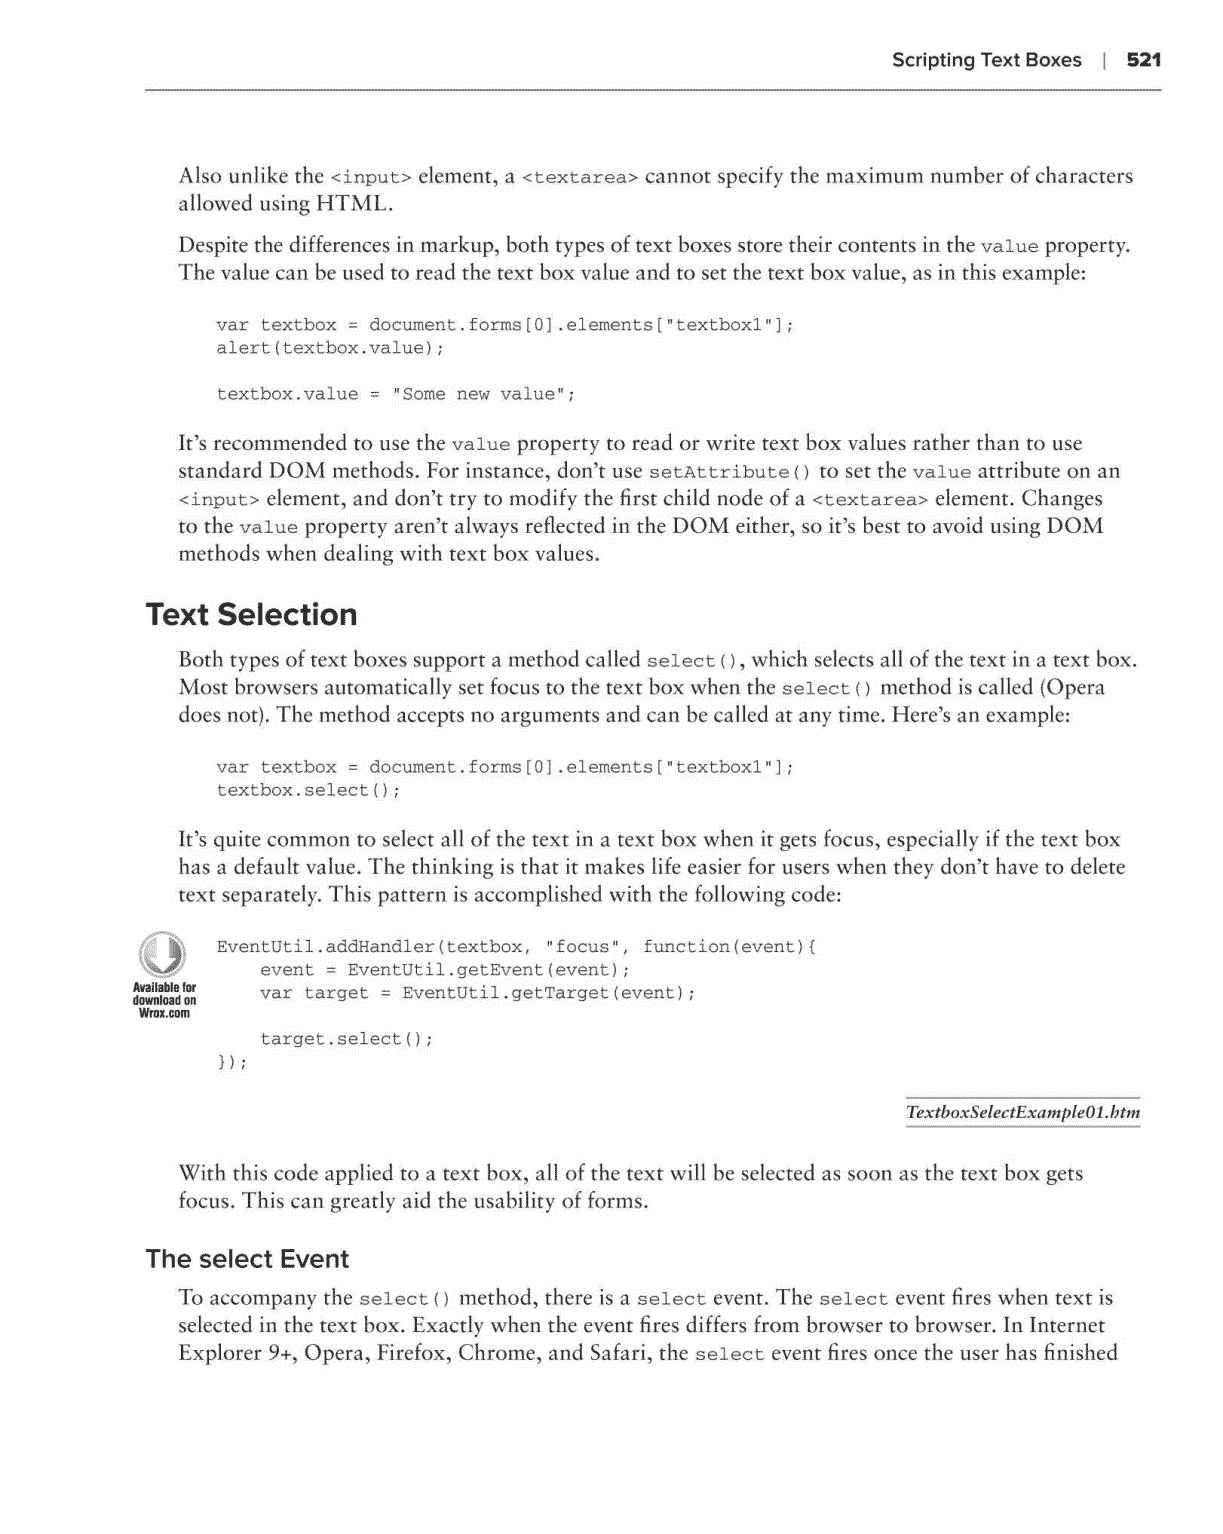 Scripting Text Boxes | 521
Also unlike the <input> element, a <textarea> cannot specify the maximum number of characters
allowed using HTML.
Despite the differences in markup, both types of text boxes store their contents in the value property.
The value can be used to read the text box value and to set the text box value, as in this example:
var textbox = document.forms[0].elements["textbox1"];
alert(textbox.value);
textbox.value = "Some new value";
It's recommended to use the value property to read or write text box values rather than to use
standard DOM methods. For instance, don't use setAttribute() to set the value attribute on an
<input> element, and don't try to modify the first child node of a <textarea> element. Changes
to the value property aren't always reflected in the DOM either, so it's best to avoid using DOM
methods when dealing with text box values.
Text Selection
Both types of text boxes support a method called select(), which selects all of the text in a text box.
Most browsers automatically set focus to the text box when the select() method is called (Opera
does not). The method accepts no arguments and can be called at any time. Here's an example:
var textbox = document.forms[0].elements["textbox1"];
textbox.select();
It's quite common to select all of the text in a text box when it gets focus, especially if the text box
has a default value. The thinking is that it makes life easier for users when they don't have to delete
text separately. This pattern is accomplished with the following code:
EventUtil.addHandler(textbox, "focus", function(event){
event = EventUtil.getEvent(event);
var target = EventUtil.getTarget(event);
target.select();
});
Available for
download on
Wrox.com
TextboxSelectExample01.htm
With this code applied to a text box, all of the text will be selected as soon as the text box gets
focus. This can greatly aid the usability of forms.
The select Event
To accompany the select() method, there is a select event. The select event fires when text is
selected in the text box. Exactly when the event fires differs from browser to browser. In Internet
Explorer 9+, Opera, Firefox, Chrome, and Safari, the select event fires once the user has finished